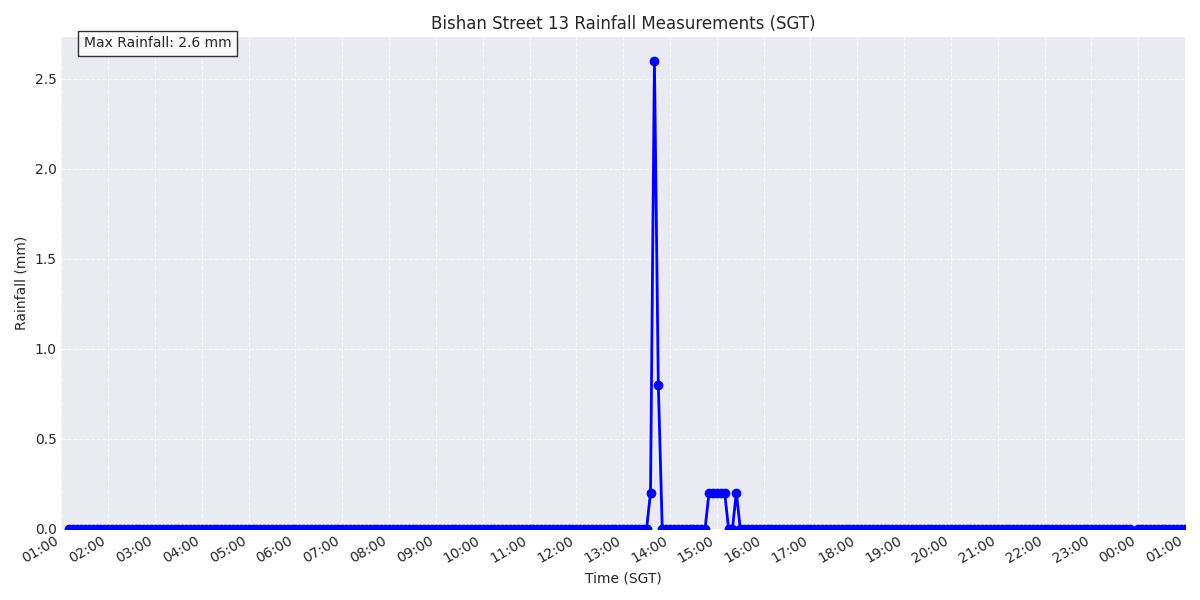 Bishan Street 13 Rainfall Measurements (SGT)
Max Rainfall: 2.6 mm
2.5
2.0
1.5
1.0
0.5
0.0
Rainfall (mm)
01:00 02:00 03:00 04:00 05:00 06:00 07:00 08:00 09:00 10:00 11:00 12:00 13:00 14:00 15:00 16:00 17:00 18:00 19:00 20:00 21:00 22:00 23:00 00:00 01:00
Time (SGT)